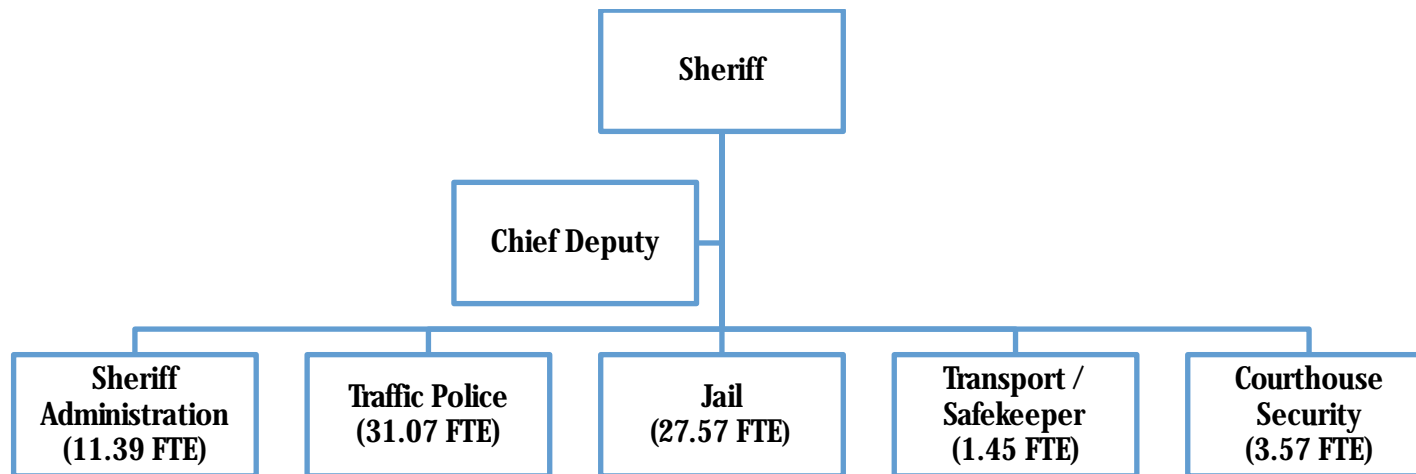 Sheriff
Chief Deputy
Sheriff
Administration
(11.39 FTE)
Traffic Police
(31.07 FTE)
Jail
(27.57 FTE)
Transport /
Safekeeper
(1.45 FTE)
Courthouse
Security
(3.57 FTE)